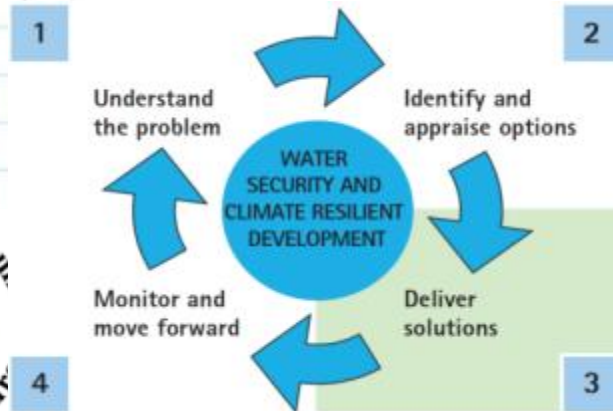 1
2
Understand
the problem
Identify and
appraise options
WATER
SECURITY AND
CLIMATE RESILIENT
DEVELOPMENT
Monitor and
move forward
Deliver
solutions
4
3